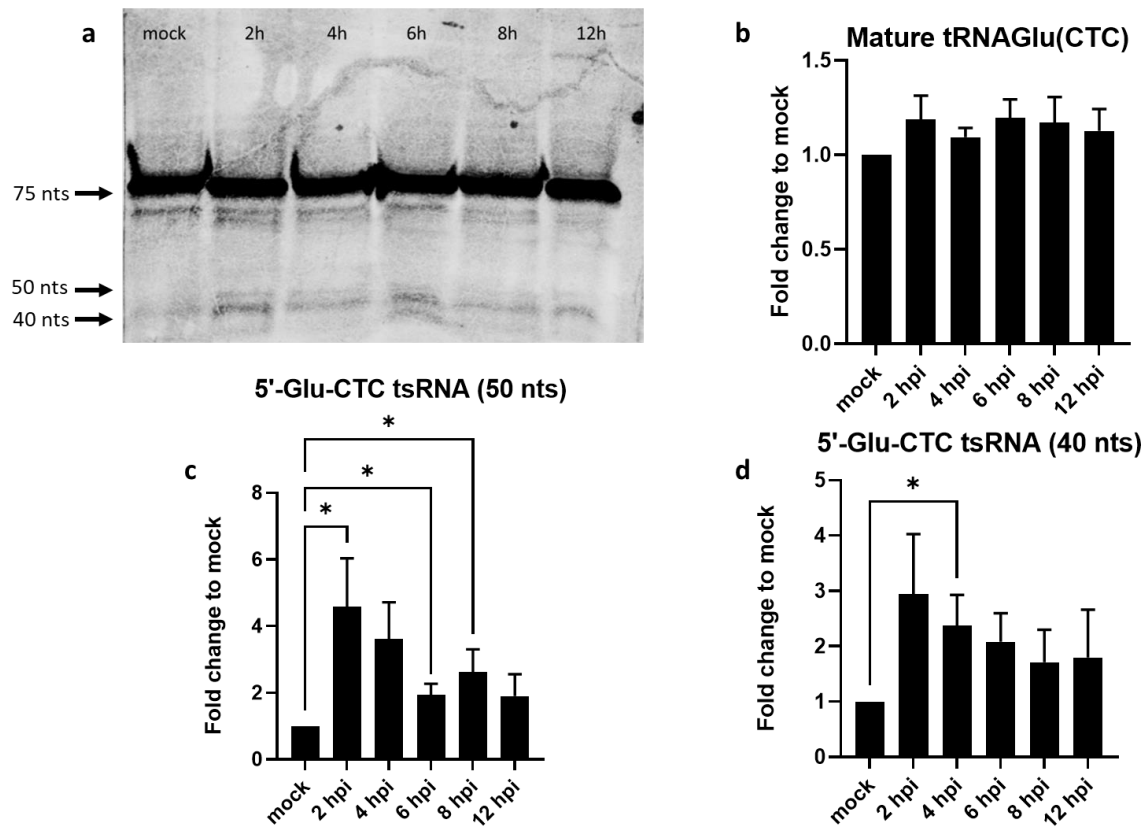 a
mock 2h 4h 6h 8h 12h
75 nts
50 nts
40 nts
b
Mature tRNAGlu(CTC)
Fold change to mock
1.5
1.0
0.5
0.0
mock 2 hpi 4 hpi 6 hpi 8 hpi 12 hpi
5'-Glu-CTC tsRNA (50 nts)
c
*
*
*
Fold change to mock
8
6
4
2
0
mock 2 hpi 4 hpi 6 hpi 8 hpi 12 hpi
5'-Glu-CTC tsRNA (40 nts)
d
*
Fold change to mock
5
4
3
2
1
0
mock 2 hpi 4 hpi 6 hpi 8 hpi 12 hpi